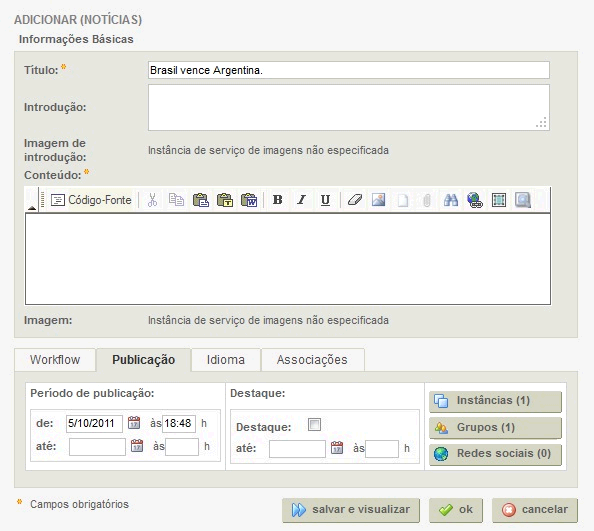 ADICIONAR (NOTÍCIAS)
Informações Básicas
Título: * Brasil vence Argentina.
Introdução:
Imagem de
introdução: Instância de serviço de imagens não especificada
Conteúdo: *
Código-Fonte B I U
Imagem: Instância de serviço de imagens não especificada
Workflow Publicação Idioma Associações
Período de publicação: Destaque: Instâncias (1)
de: 5/10/2011 às 18:48 h Destaque: Grupos (1)
até: às h até: às h Redes sociais (0)
* Campos obrigatórios salvar e visualizar ok cancelar